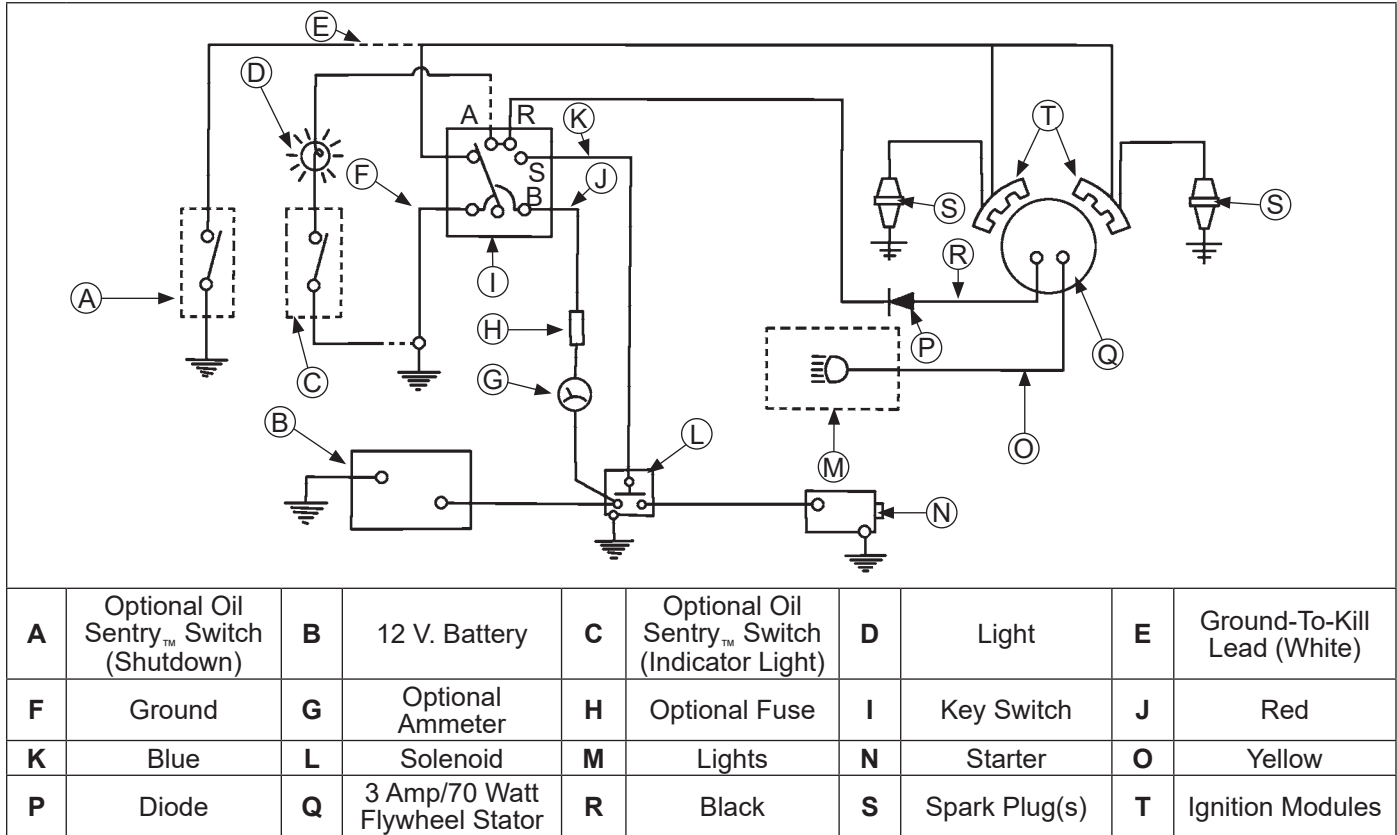 E
D
A R
K
T
S
B
J
F
S
S
I
A
R
H
P
Q
C
G
B
O
L
M
N
A Optional Oil Sentry™ Switch (Shutdown) B 12 V. Battery C Optional Oil Sentry™ Switch (Indicator Light) D Light E Ground-To-Kill Lead (White)
F Ground G Optional Ammeter H Optional Fuse I Key Switch J Red
K Blue L Solenoid M Lights N Starter O Yellow
P Diode Q 3 Amp/70 Watt Flywheel Stator R Black S Spark Plug(s) T Ignition Modules